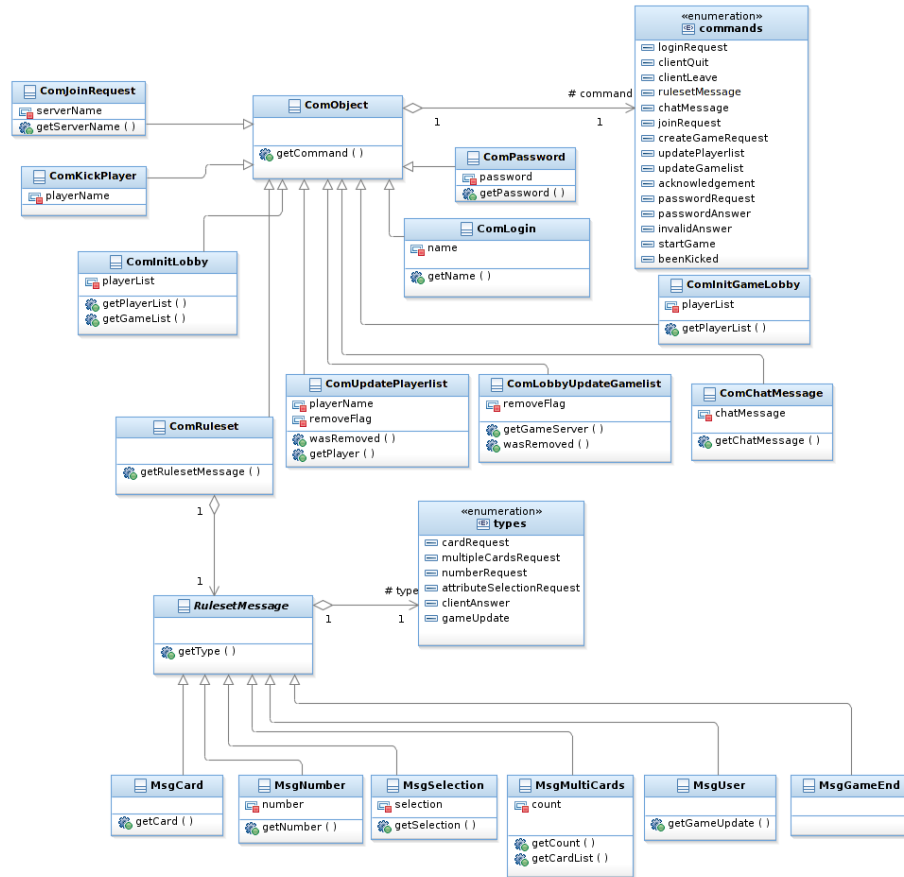 «enumeration»
commands
loginRequest
clientQuit
clientLeave
rulesetMessage
chatMessage
joinRequest
createGameRequest
updatePlayerlist
updateGamelist
acknowledgement
passwordRequest
passwordAnswer
invalidAnswer
startGame
beenKicked
ComJoinRequest
serverName
getServerName ( )
ComObject
getCommand ( )
# command
1
1
ComKickPlayer
playerName
ComPassword
password
getPassword ( )
ComLogin
name
getName ( )
ComInitLobby
playerList
getPlayerList ( )
getGameList ( )
ComInitGameLobby
playerList
getPlayerList ( )
ComUpdatePlayerlist
playerName
removeFlag
wasRemoved ( )
getPlayer ( )
ComLobbyUpdateGamelist
removeFlag
getGameServer ( )
wasRemoved ( )
ComChatMessage
chatMessage
getChatMessage ( )
ComRuleset
getRulesetMessage ( )
1
1
«enumeration»
types
cardRequest
multipleCardsRequest
numberRequest
attributeSelectionRequest
clientAnswer
gameUpdate
RulesetMessage
getType ( )
# type
1
1
MsgCard
getCard ( )
MsgNumber
number
getNumber ( )
MsgSelection
selection
getSelection ( )
MsgMultiCards
count
getCount ( )
getCardList ( )
MsgUser
getGameUpdate ( )
MsgGameEnd